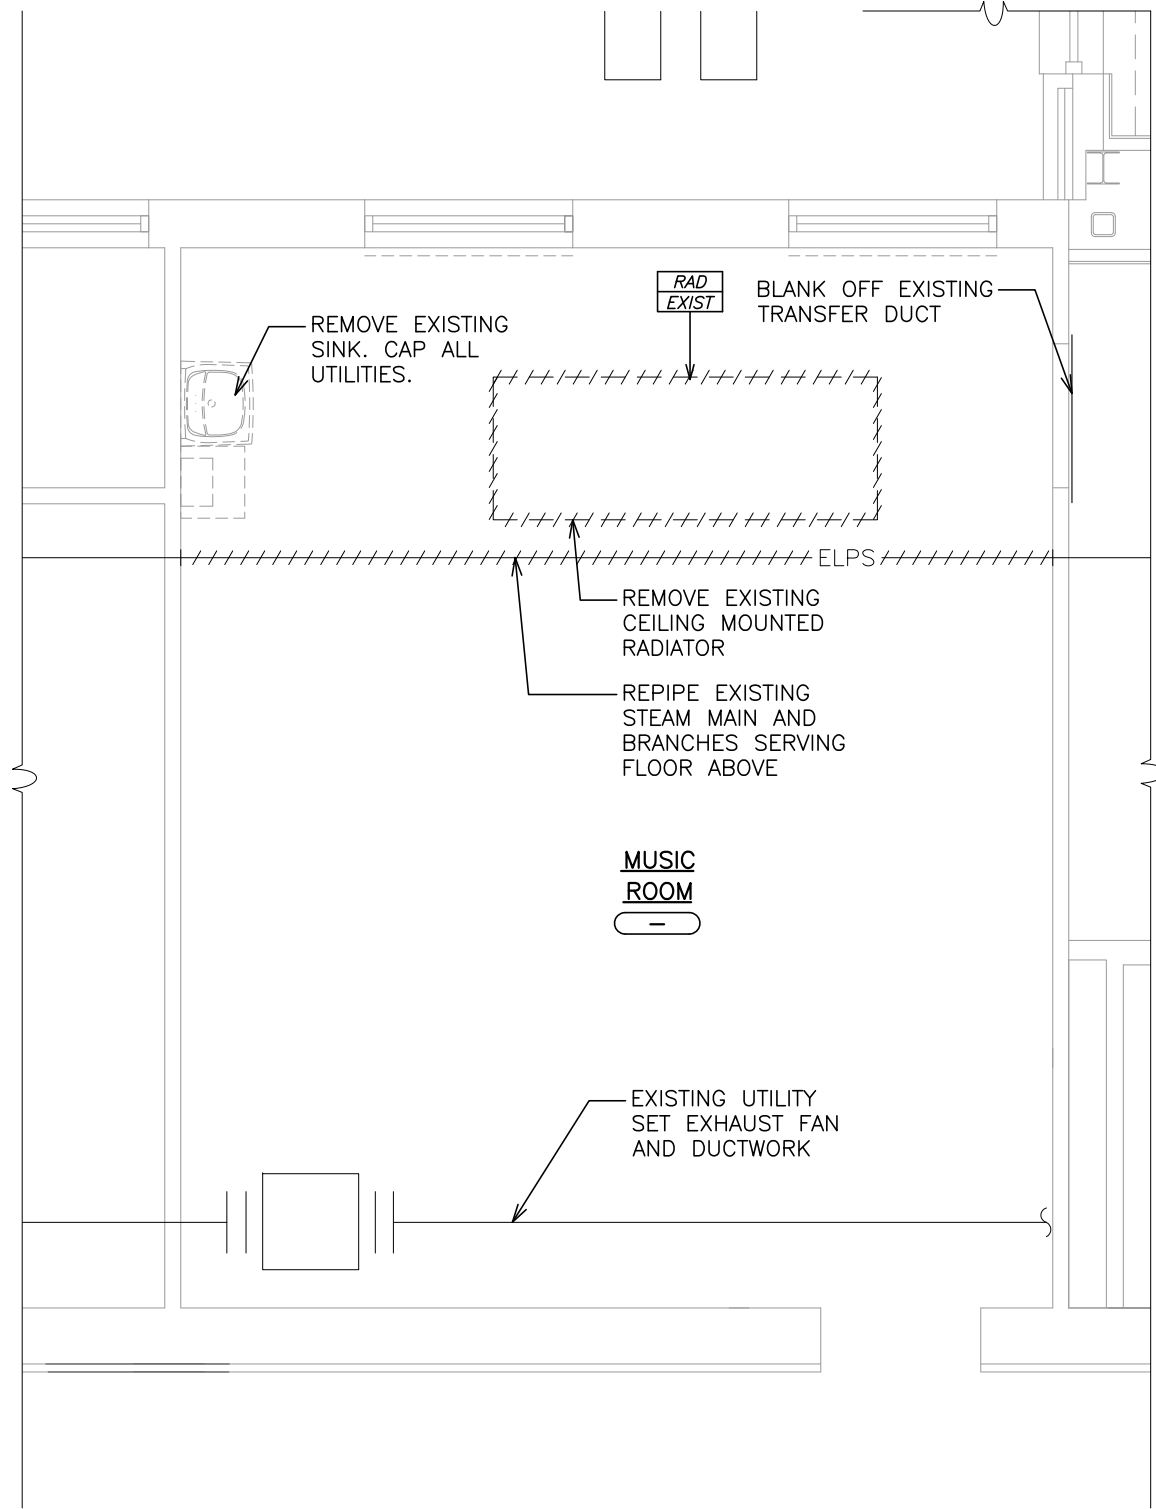 RAD
EXIST
BLANK OFF EXISTING
TRANSFER DUCT
REMOVE EXISTING
SINK. CAP ALL
UTILITIES.
ELPS
REMOVE EXISTING
CEILING MOUNTED
RADIATOR
REPIPE EXISTING
STEAM MAIN AND
BRANCHES SERVING
FLOOR ABOVE
MUSIC
ROOM
-
EXISTING UTILITY
SET EXHAUST FAN
AND DUCTWORK